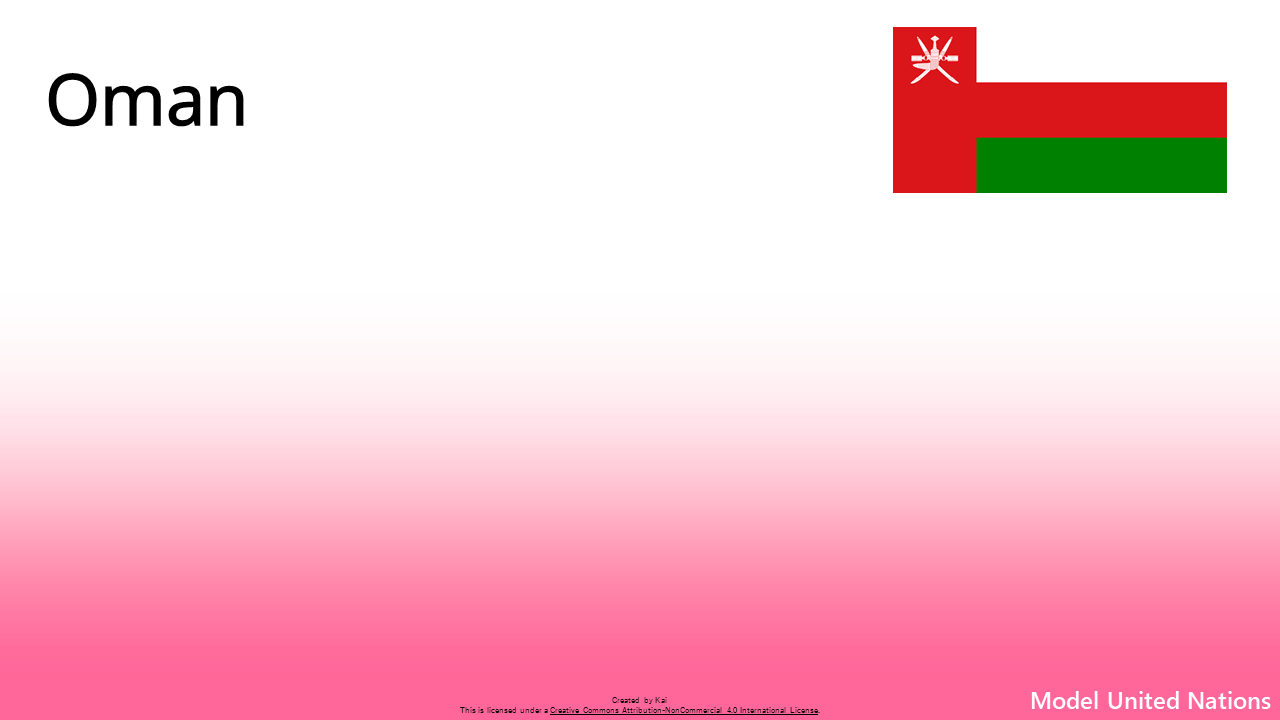 Oman
Created by Kai
This is licensed under a Creative Commons Attribution-NonCommercial 4.0 International License.
Model United Nations